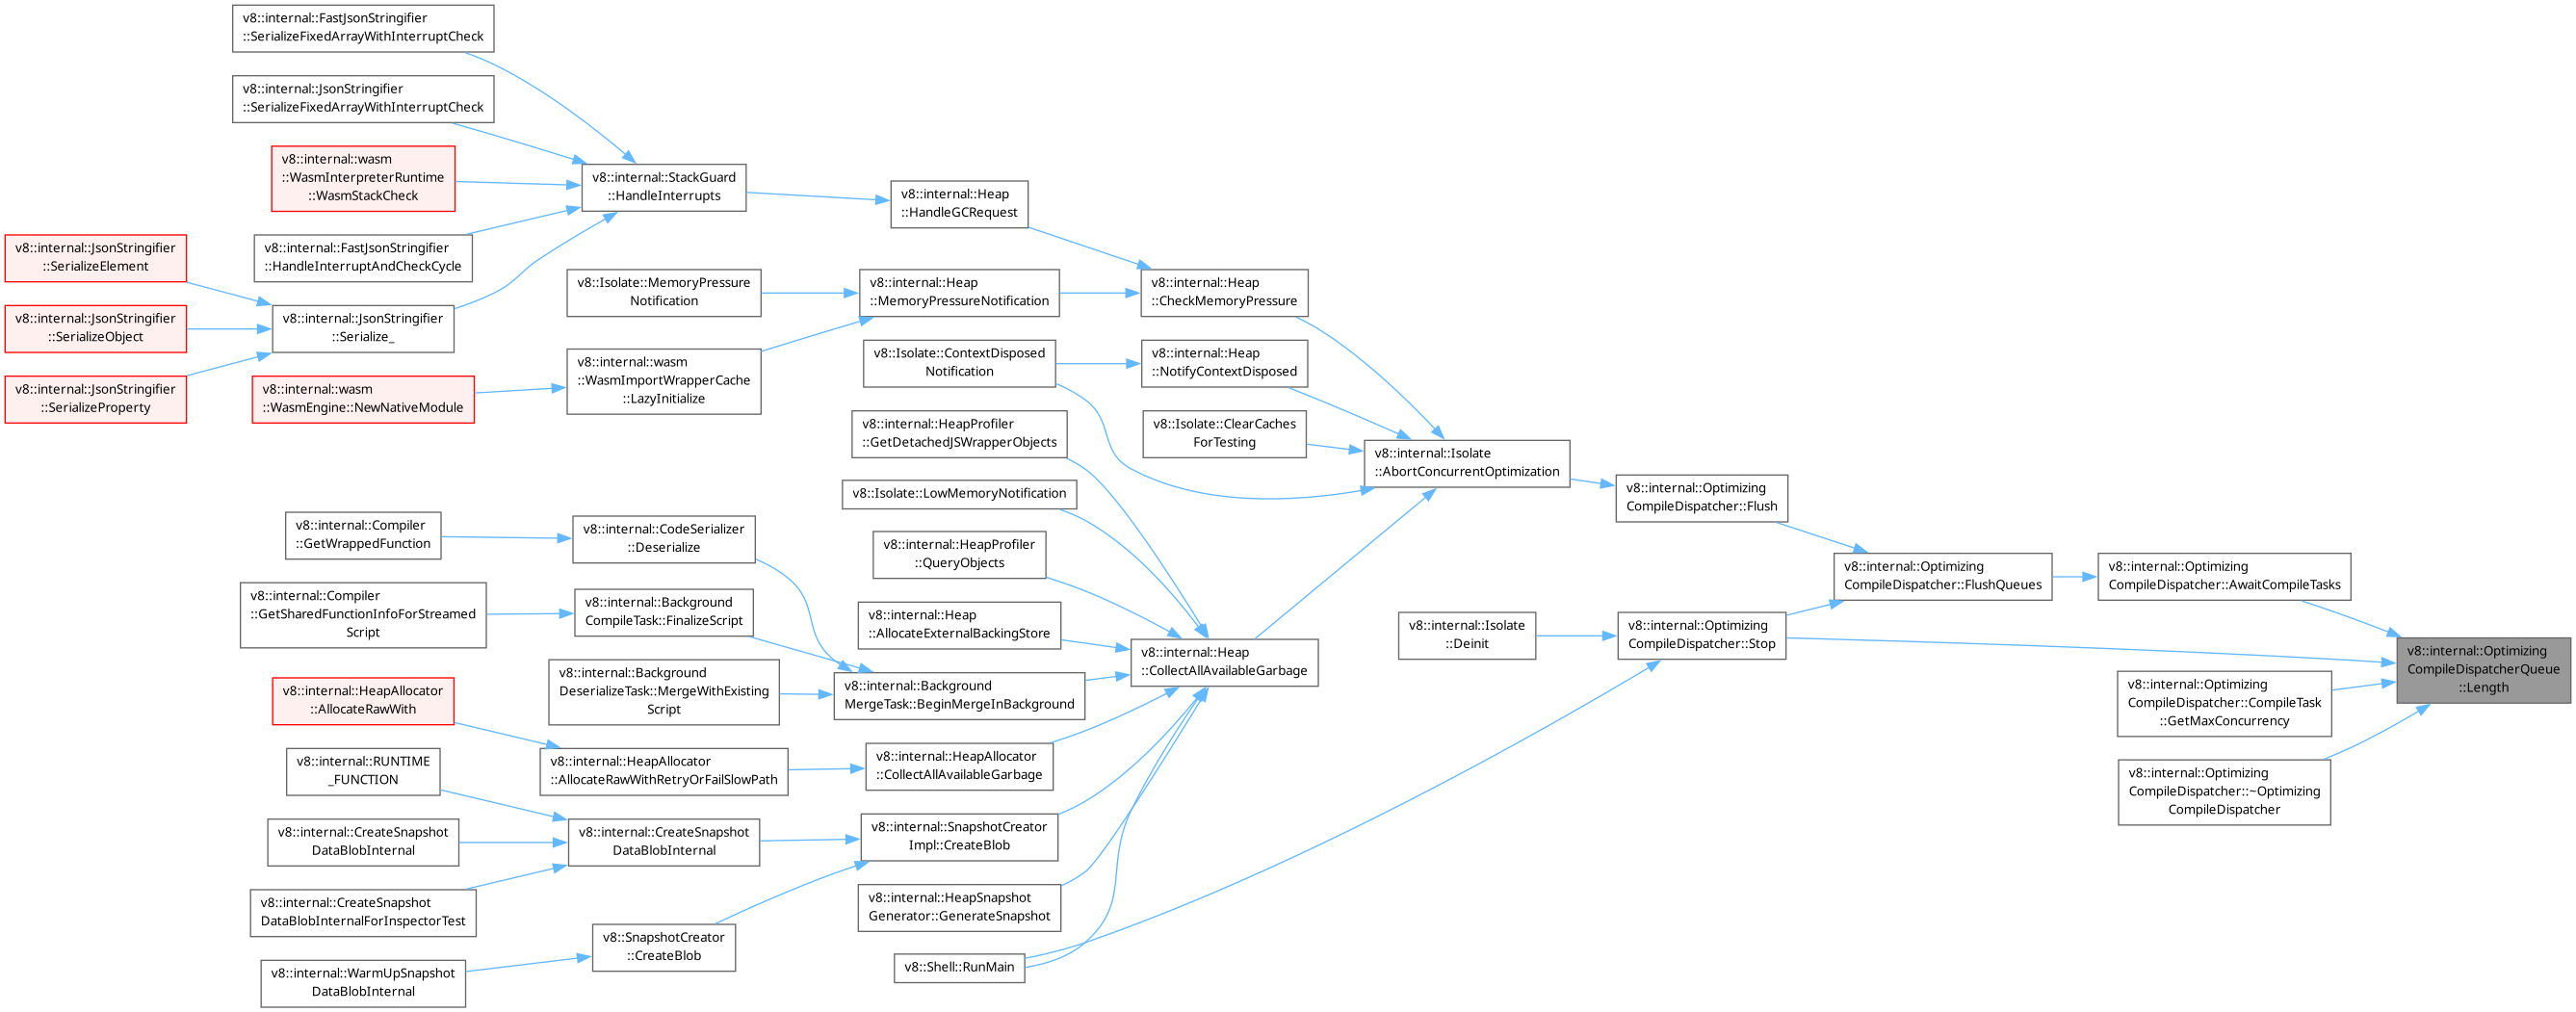 v8::internal::FastJsonStringifier
::SerializeFixedArrayWithInterruptCheck
v8::internal::JsonStringifier
::SerializeFixedArrayWithInterruptCheck
v8::internal::wasm
::WasmInterpreterRuntime
::WasmStackCheck
v8::internal::FastJsonStringifier
::HandleInterruptAndCheckCycle
v8::internal::JsonStringifier
::SerializeElement
v8::internal::JsonStringifier
::SerializeObject
v8::internal::JsonStringifier
::SerializeProperty
v8::internal::JsonStringifier
::Serialize_
v8::internal::wasm
::WasmEngine::NewNativeModule
v8::internal::StackGuard
::HandleInterrupts
v8::Isolate::MemoryPressure
Notification
v8::internal::wasm
::WasmImportWrapperCache
::LazyInitialize
v8::internal::Heap
::HandleGCRequest
v8::internal::Heap
::MemoryPressureNotification
v8::Isolate::ContextDisposed
Notification
v8::internal::HeapProfiler
::GetDetachedJSWrapperObjects
v8::Isolate::LowMemoryNotification
v8::internal::HeapProfiler
::QueryObjects
v8::internal::Heap
::AllocateExternalBackingStore
v8::internal::Heap
::CheckMemoryPressure
v8::internal::Heap
::NotifyContextDisposed
v8::Isolate::ClearCaches
ForTesting
v8::internal::Isolate
::AbortConcurrentOptimization
v8::internal::Optimizing
CompileDispatcher::Flush
v8::internal::Optimizing
CompileDispatcher::FlushQueues
v8::internal::Optimizing
CompileDispatcher::AwaitCompileTasks
v8::internal::Isolate
::Deinit
v8::internal::Optimizing
CompileDispatcher::Stop
v8::internal::Optimizing
CompileDispatcherQueue
::Length
v8::internal::Optimizing
CompileDispatcher::CompileTask
::GetMaxConcurrency
v8::internal::Optimizing
CompileDispatcher::~Optimizing
CompileDispatcher
v8::internal::Heap
::CollectAllAvailableGarbage
v8::internal::Compiler
::GetWrappedFunction
v8::internal::CodeSerializer
::Deserialize
v8::internal::Compiler
::GetSharedFunctionInfoForStreamed
Script
v8::internal::Background
CompileTask::FinalizeScript
v8::internal::Background
DeserializeTask::MergeWithExisting
Script
v8::internal::Background
MergeTask::BeginMergeInBackground
v8::internal::HeapAllocator
::AllocateRawWith
v8::internal::HeapAllocator
::AllocateRawWithRetryOrFailSlowPath
v8::internal::HeapAllocator
::CollectAllAvailableGarbage
v8::internal::RUNTIME
_FUNCTION
v8::internal::CreateSnapshot
DataBlobInternal
v8::internal::CreateSnapshot
DataBlobInternal
v8::internal::SnapshotCreator
Impl::CreateBlob
v8::internal::CreateSnapshot
DataBlobInternalForInspectorTest
v8::internal::HeapSnapshot
Generator::GenerateSnapshot
v8::SnapshotCreator
::CreateBlob
v8::internal::WarmUpSnapshot
DataBlobInternal
v8::Shell::RunMain